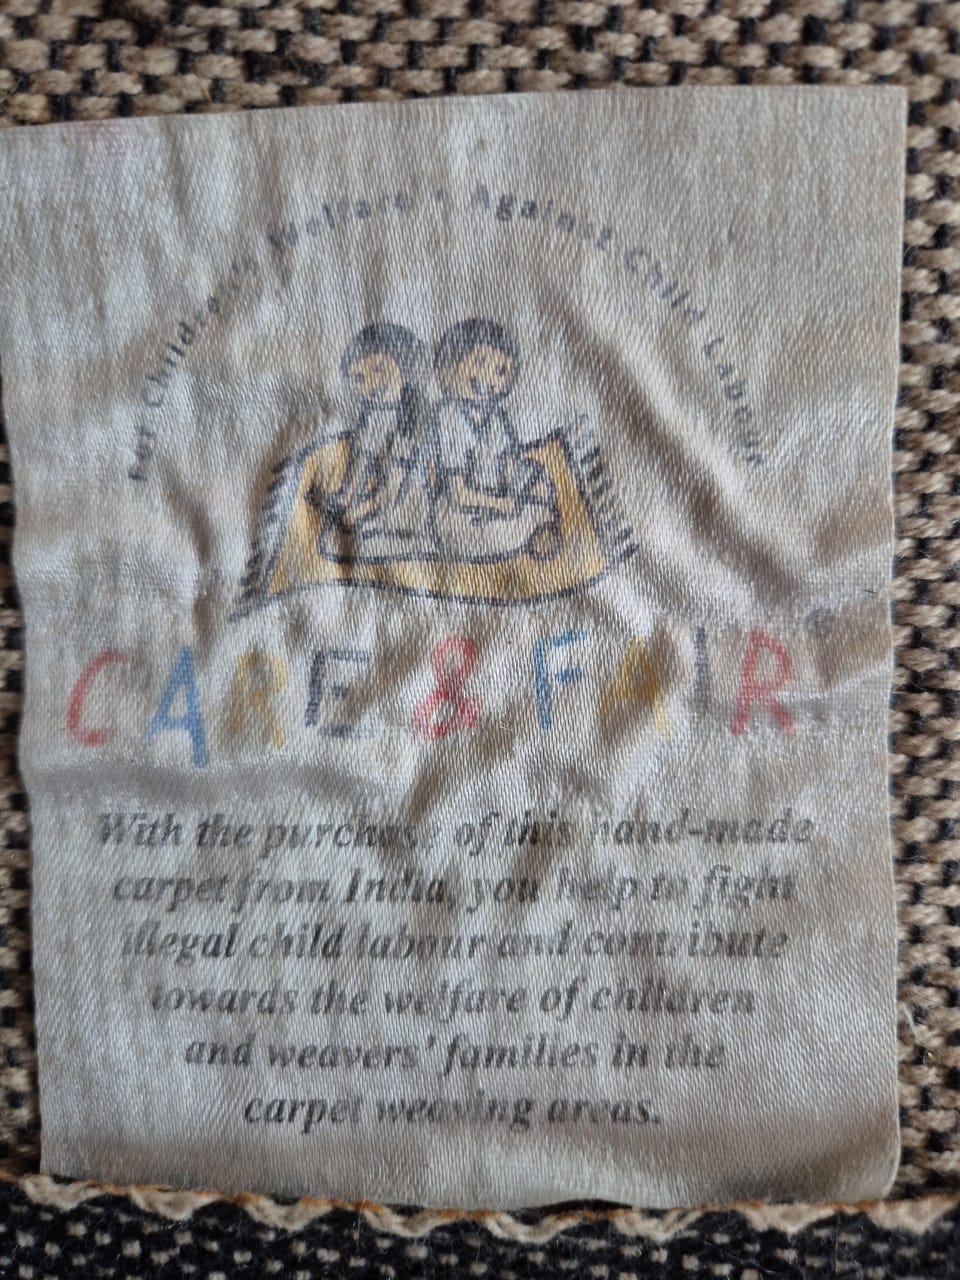 For Children's Welfare • Against Child Labour
CARE & FAIR
With the purchase of this hand-made
carpet from India, you help to fight
illegal child labour and contribute
towards the welfare of children
and weavers' families in the
carpet weaving areas.